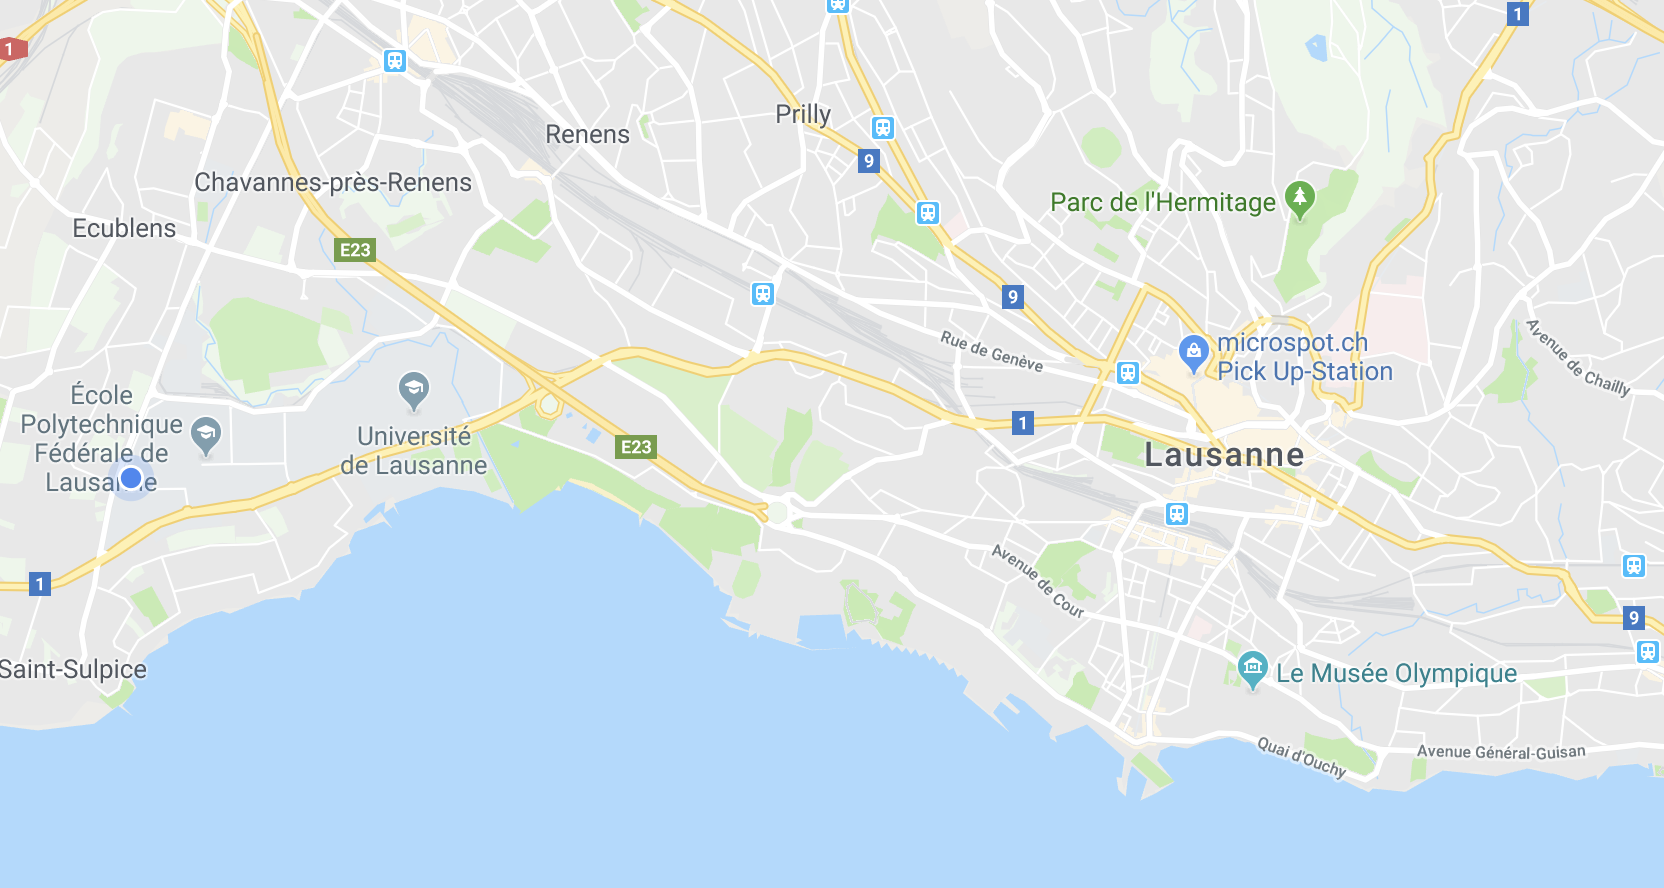 1
1
Prilly
Renens
9
Chavannes-près-Renens
Parc de l'Hermitage
Ecublens
E23
9
Rue de Genève
microspot.ch
Pick Up-Station
Avenue de Chailly
École
Polytechnique
Fédérale de
Lausanne
Université
de Lausanne
1
E23
Lausanne
Avenue de Cour
1
9
Saint-Sulpice
Le Musée Olympique
Quai d'Ouchy
Avenue Général-Guisan